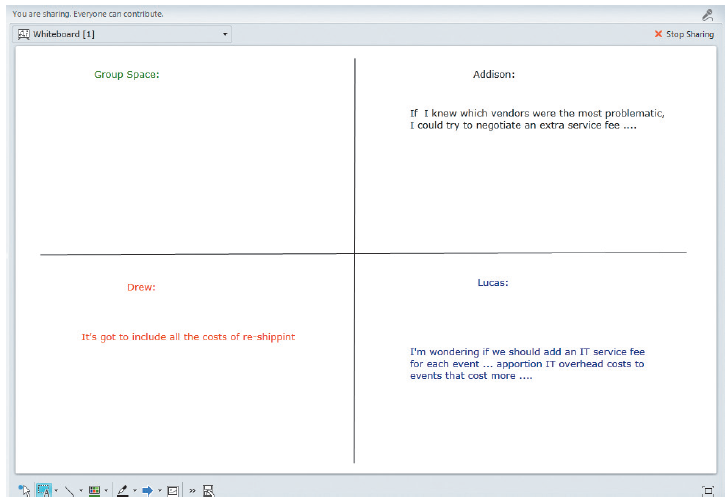 You are sharing. Everyone can contribute.
Whiteboard [1]
Stop Sharing
Group Space:
Addison:
If I knew which vendors were the most problematic,
I could try to negotiate an extra service fee ....
Drew:
It's got to include all the costs of re-shippint
Lucas:
I'm wondering if we should add an IT service fee
for each event ... apportion IT overhead costs to
events that cost more ....